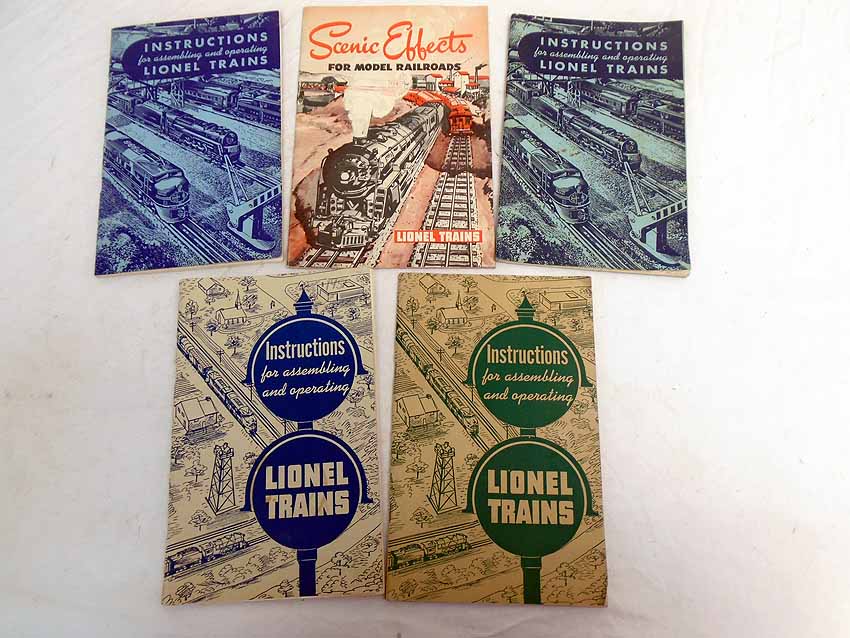 INSTRUCTIONS
for assembling and operating
LIONEL TRAINS
Scenic Effects
FOR MODEL RAILROADS
LIONEL TRAINS
INSTRUCTIONS
for assembling and operating
LIONEL TRAINS
Instructions
for assembling
and operating
LIONEL
TRAINS
Instructions
for assembling
and operating
LIONEL
TRAINS